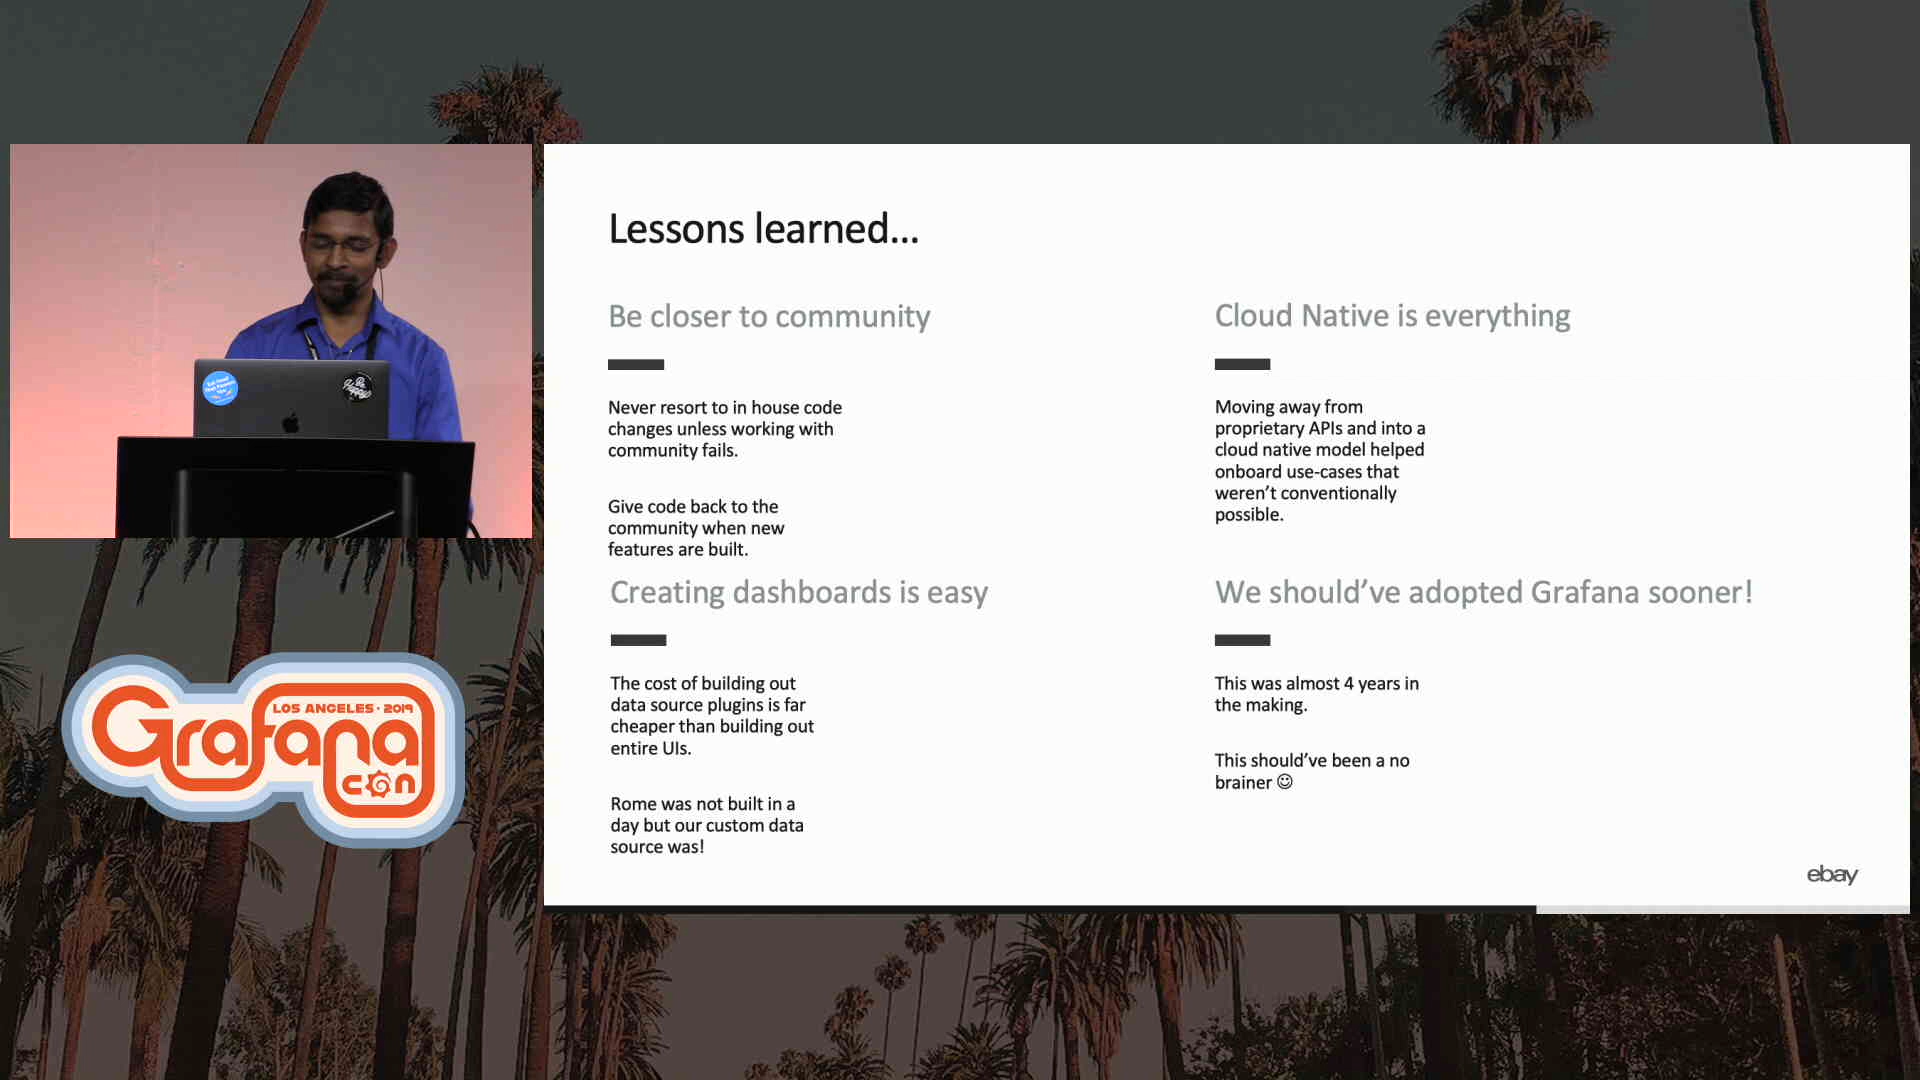 Lessons learned...
Be closer to community
Never resort to in house code
changes unless working with
community fails.
Give code back to the
community when new
features are built.
Cloud Native is everything
Moving away from
proprietary APIs and into a
cloud native model helped
onboard use-cases that
weren't conventionally
possible.
Creating dashboards is easy
The cost of building out
data source plugins is far
cheaper than building out
entire UIs.
Rome was not built in a
day but our custom data
source was!
We should've adopted Grafana sooner!
This was almost 4 years in
the making.
This should've been a no
brainer ☺
ebay
Be
Happy
LOS ANGELES · 2019
Grafana
con